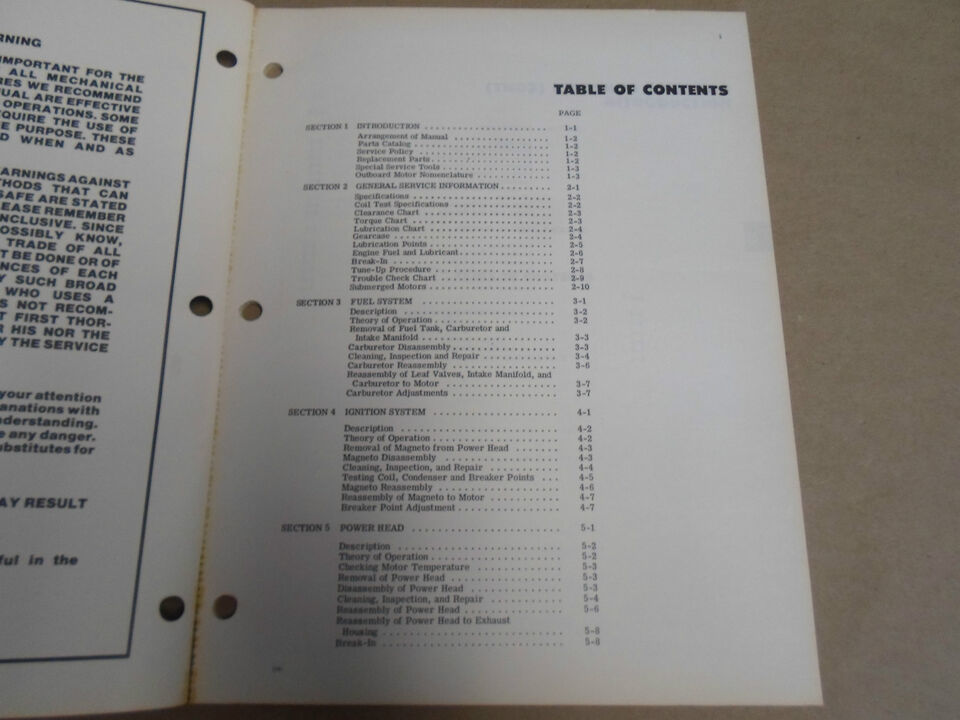 RNING
IMPORTANT FOR THE
ALL MECHANICAL
RES WE RECOMMEND
UAL ARE EFFECTIVE
OPERATIONS. SOME
QUIRE THE USE OF
E PURPOSE. THESE
D WHEN AND AS
ARNINGS AGAINST
THODS THAT CAN
SAFE ARE STATED
LEASE REMEMBER
NCLUSIVE. SINCE
OSSIBLY KNOW,
TRADE OF ALL
T BE DONE OR OF
NCES OF EACH
Y SUCH BROAD
WHO USES A
S NOT RECOM-
T FIRST THOR-
R HIS NOR THE
Y THE SERVICE
your attention
anations with
derstanding.
e any danger.
bstitutes for
AY RESULT
ful in the
TABLE OF CONTENTS
PAGE
SECTION 1 INTRODUCTION 1-1
Arrangement of Manual 1-2
Parts Catalog 1-2
Service Policy 1-2
Replacement Parts 1-2
Special Service Tools 1-3
Outboard Motor Nomenclature 1-3
SECTION 2 GENERAL SERVICE INFORMATION 2-1
Specifications 2-2
Coil Test Specifications 2-2
Clearance Chart 2-3
Torque Chart 2-3
Lubrication Chart 2-4
Gearcase 2-4
Lubrication Points 2-5
Engine Fuel and Lubricant 2-6
Break-In 2-7
Tune-Up Procedure 2-8
Trouble Check Chart 2-9
Submerged Motors 2-10
SECTION 3 FUEL SYSTEM 3-1
Description 3-2
Theory of Operation 3-2
Removal of Fuel Tank, Carburetor and
Intake Manifold 3-3
Carburetor Disassembly 3-3
Cleaning, Inspection and Repair 3-4
Carburetor Reassembly 3-6
Reassembly of Leaf Valves, Intake Manifold, and
Carburetor to Motor 3-7
Carburetor Adjustments 3-7
SECTION 4 IGNITION SYSTEM 4-1
Description 4-2
Theory of Operation 4-2
Removal of Magneto from Power Head 4-3
Magneto Disassembly 4-3
Cleaning, Inspection, and Repair 4-4
Testing Coil, Condenser and Breaker Points 4-5
Magneto Reassembly 4-6
Reassembly of Magneto to Motor 4-7
Breaker Point Adjustment 4-7
SECTION 5 POWER HEAD 5-1
Description 5-2
Theory of Operation 5-2
Checking Motor Temperature 5-3
Removal of Power Head 5-3
Disassembly of Power Head 5-3
Cleaning, Inspection, and Repair 5-4
Reassembly of Power Head 5-6
Reassembly of Power Head to Exhaust
Housing 5-8
Break-In 5-8